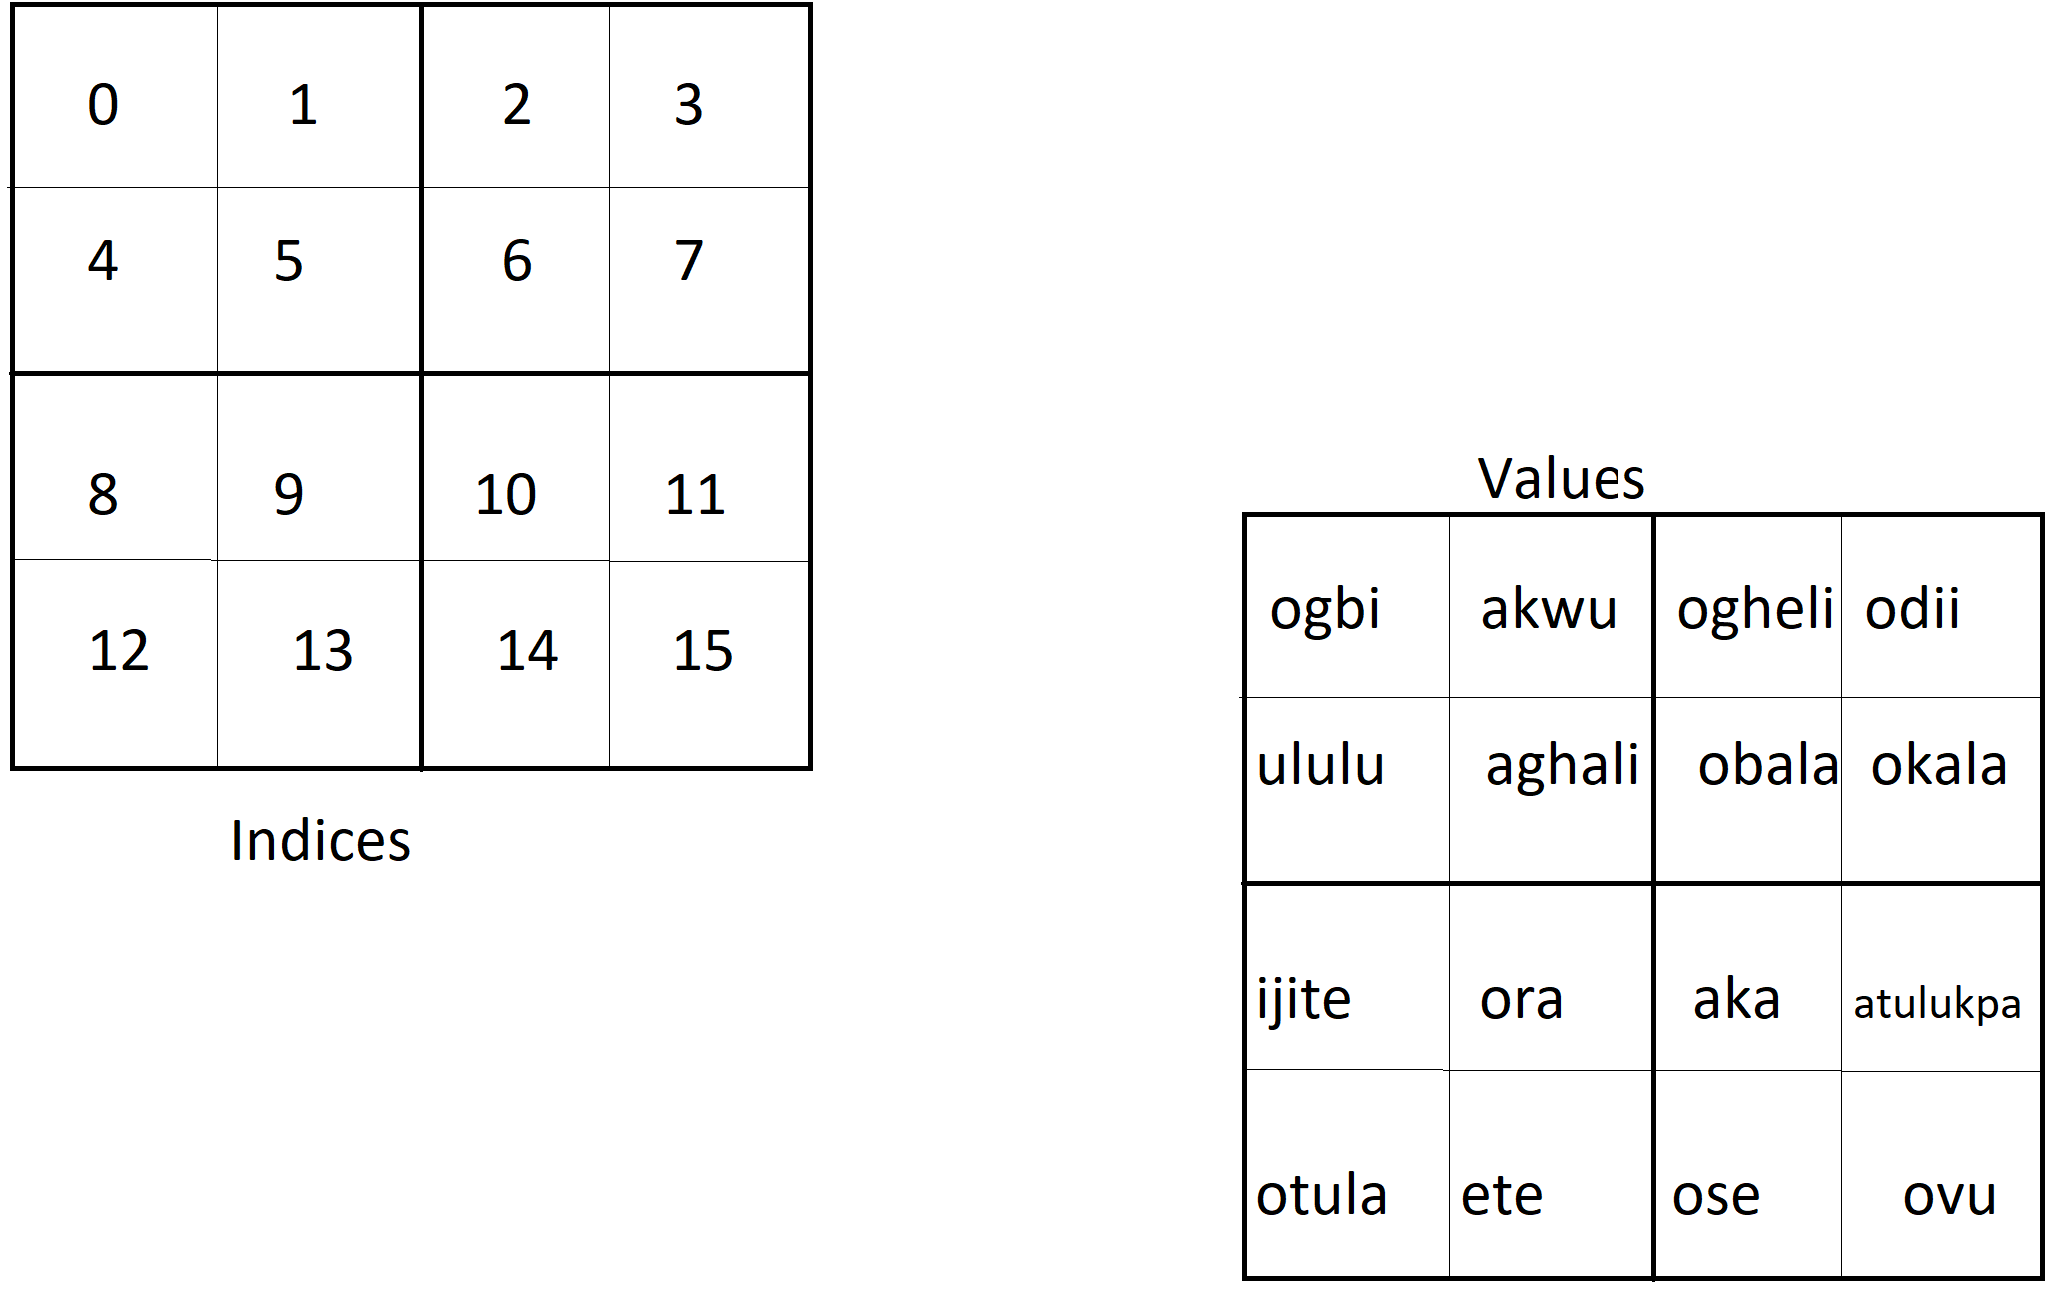 0 1 2 3
4 5 6 7
8 9 10 11
12 13 14 15
Indices
Values
ogbi akwu ogheli odii
ululu aghali obala okala
ijite ora aka atulukpa
otula ete ose ovu